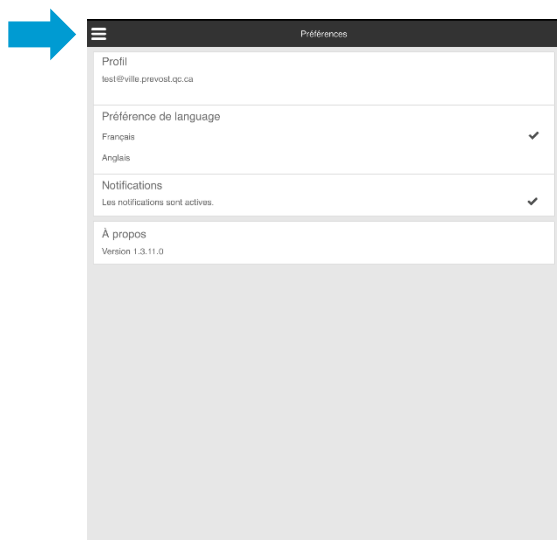 Préférences
Profil
test@ville.prevost.qc.ca
Préférence de language
Français
Anglais
Notifications
Les notifications sont actives.
À propos
Version 1.3.11.0